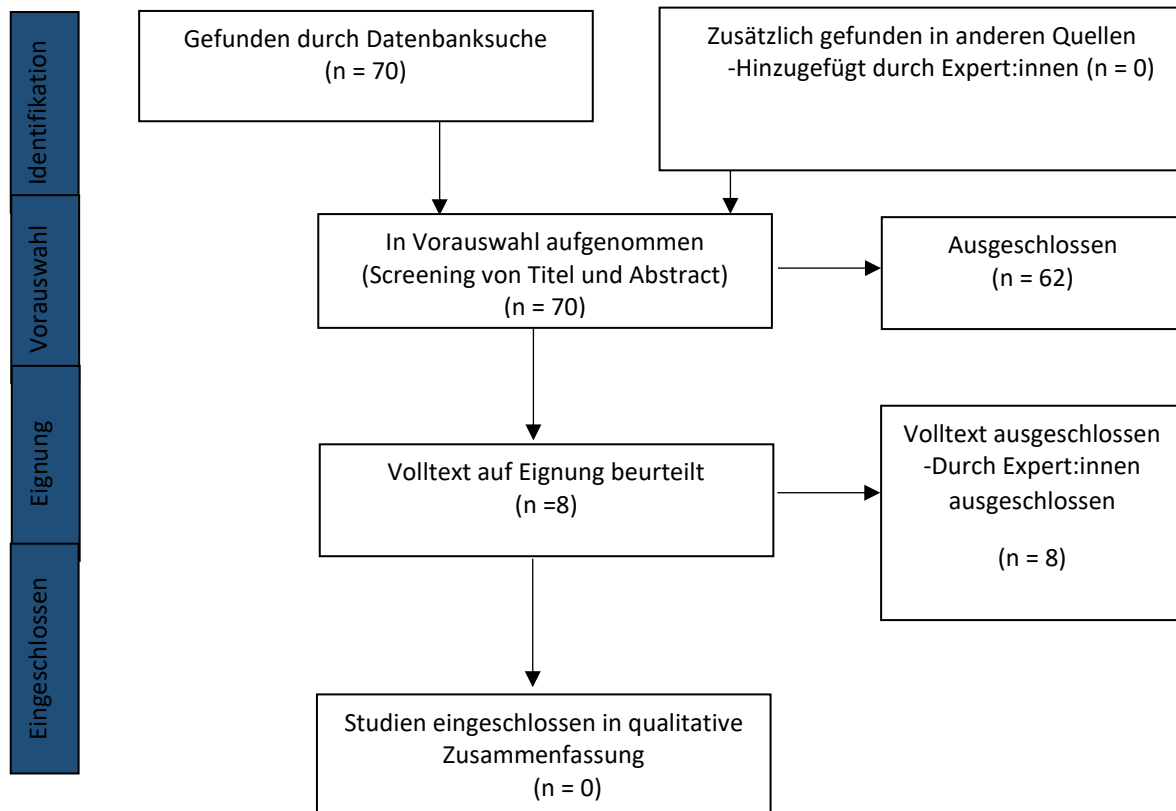 Identifikation
Gefunden durch Datenbanksuche
(n = 70)
Zusätzlich gefunden in anderen Quellen
-Hinzugefügt durch Expert:innen (n = 0)
Vorauswahl
In Vorauswahl aufgenommen
(Screening von Titel und Abstract)
(n = 70)
Ausgeschlossen
(n = 62)
Eignung
Volltext auf Eignung beurteilt
(n =8)
Volltext ausgeschlossen
-Durch Expert:innen
ausgeschlossen
(n = 8)
Eingeschlossen
Studien eingeschlossen in qualitative
Zusammenfassung
(n = 0)